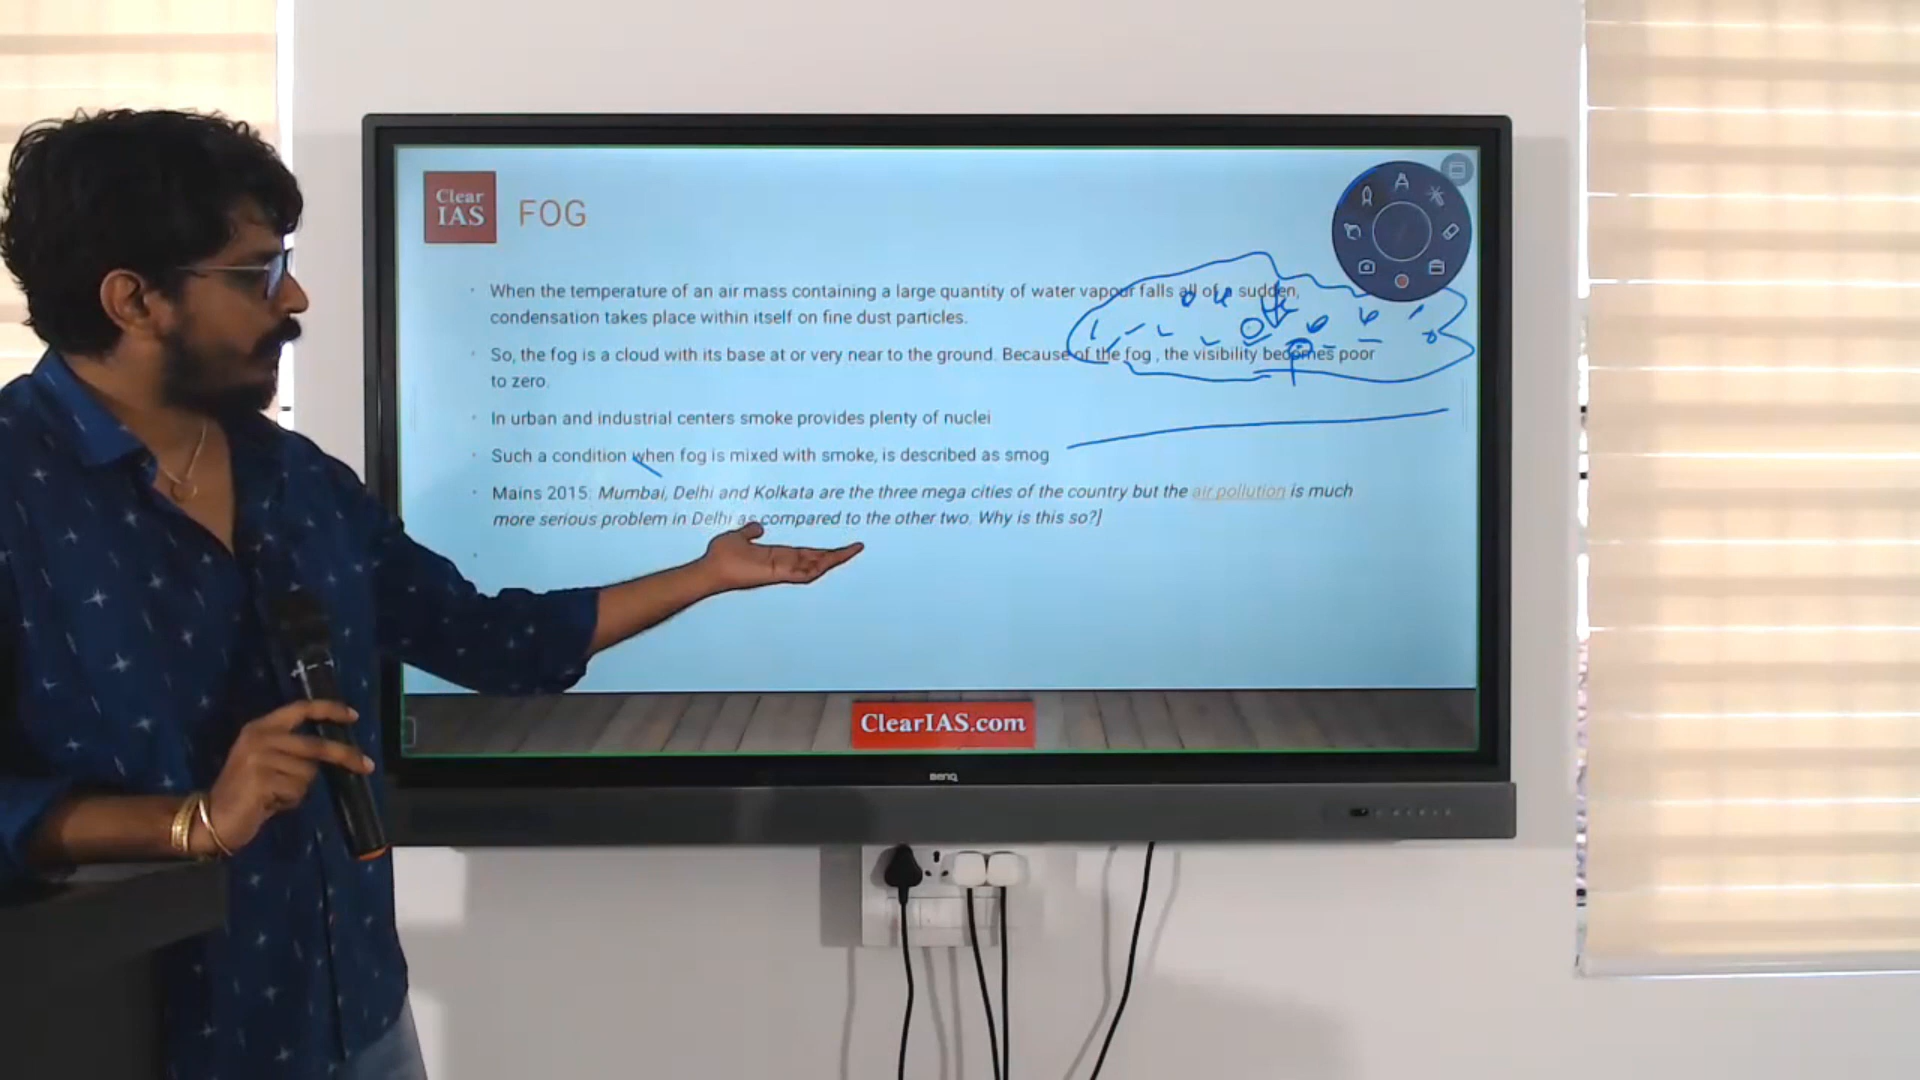 Clear
IAS
FOG
When the temperature of an air mass containing a large quantity of water vapour falls all of a sudden,
condensation takes place within itself on fine dust particles.
So, the fog is a cloud with its base at or very near to the ground. Because of the fog , the visibility becomes poor
to zero.
In urban and industrial centers smoke provides plenty of nuclei
Such a condition when fog is mixed with smoke, is described as smog
Mains 2015: Mumbai, Delhi and Kolkata are the three mega cities of the country but the air pollution is much
more serious problem in Delhi as compared to the other two. Why is this so?]
ClearIAS.com
BenQ